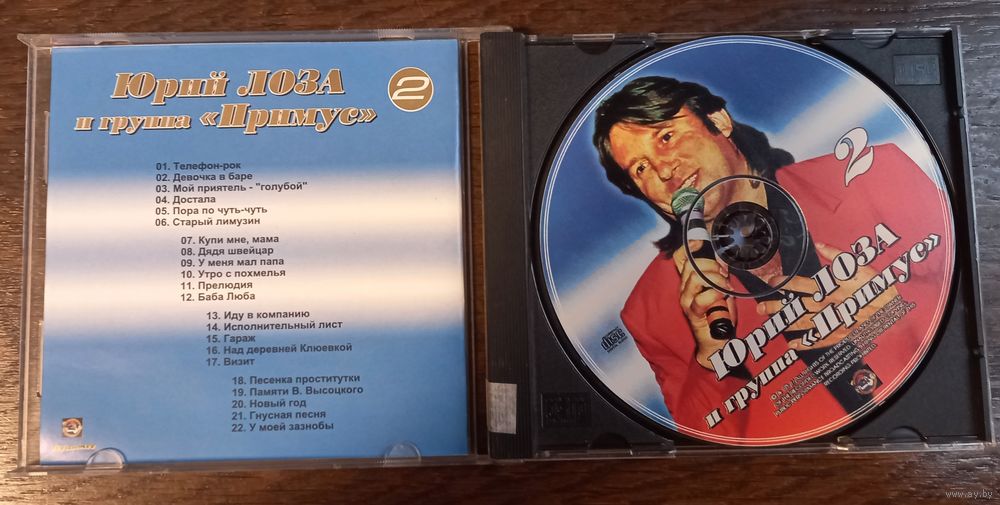 Юрий ЛОЗА
и группа «Примус»
2
01. Телефон-рок
02. Девочка в баре
03. Мой приятель - "голубой"
04. Достала
05. Пора по чуть-чуть
06. Старый лимузин
07. Купи мне, мама
08. Дядя швейцар
09. У меня мал папа
10. Утро с похмелья
11. Прелюдия
12. Баба Люба
13. Иду в компанию
14. Исполнительный лист
15. Гараж
16. Над деревней Клюевкой
17. Визит
18. Песенка проститутки
19. Памяти В. Высоцкого
20. Новый год
21. Гнусная песня
22. У моей зазнобы
2
Юрий ЛОЗА
и группа «Примус»
www.ay.by